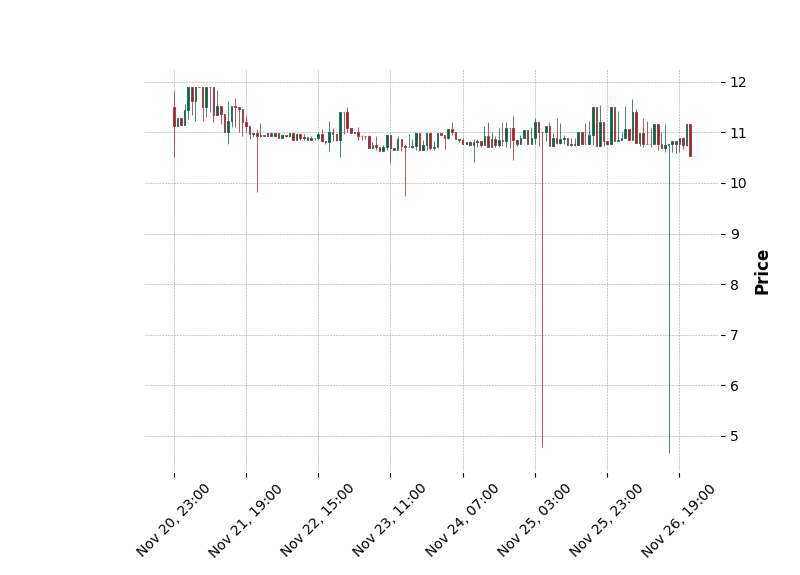 12
11
10
9
8
7
6
5
Price
Nov 20, 23:00
Nov 21, 19:00
Nov 22, 15:00
Nov 23, 11:00
Nov 24, 07:00
Nov 25, 03:00
Nov 25, 23:00
Nov 26, 19:00